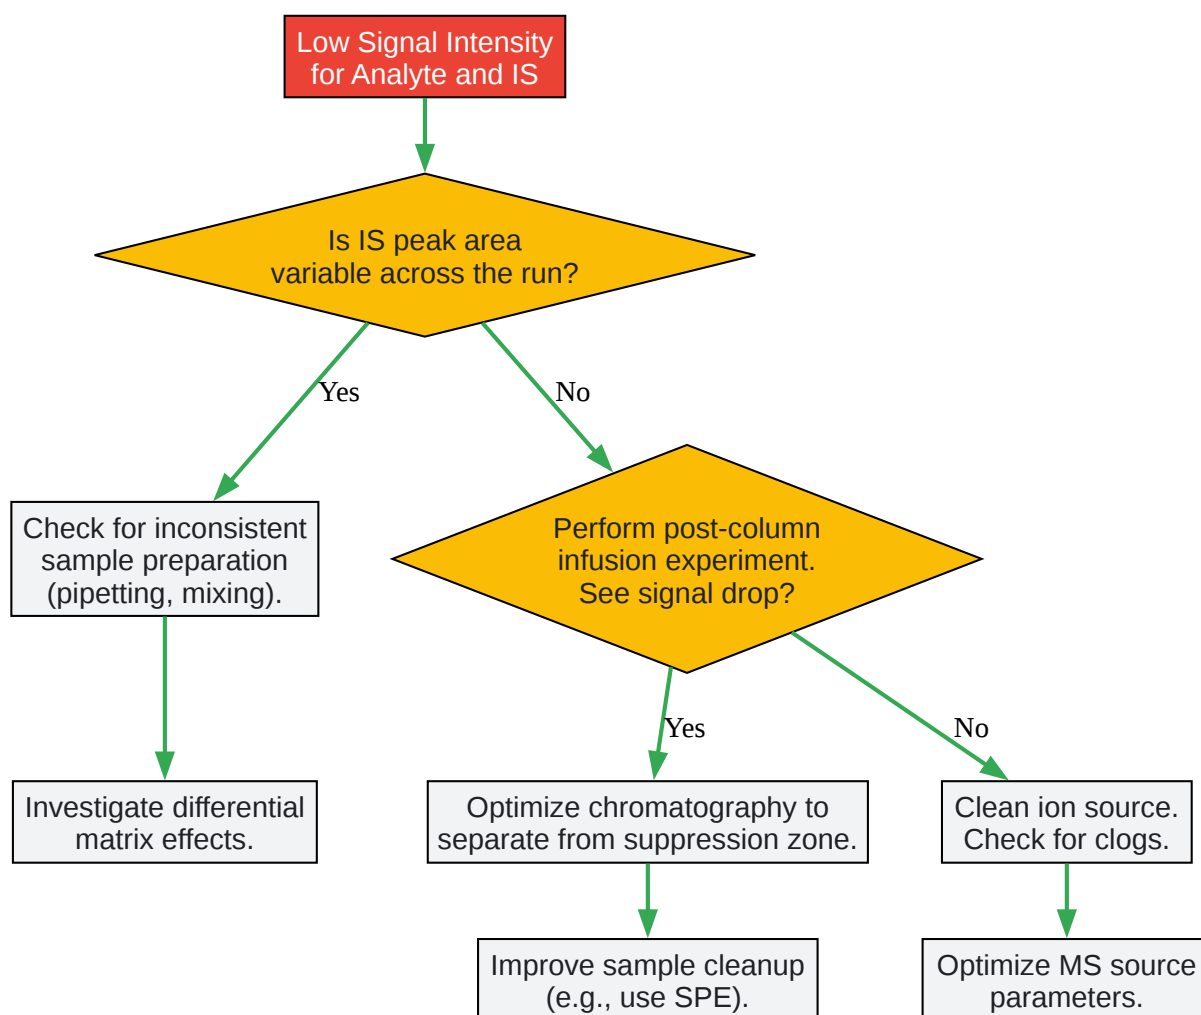 Low Signal Intensity
for Analyte and IS
Is IS peak area
variable across the run?
Yes
No
Check for inconsistent
sample preparation
(pipetting, mixing).
Perform post-column
infusion experiment.
See signal drop?
Yes
No
Investigate differential
matrix effects.
Optimize chromatography to
separate from suppression zone.
Clean ion source.
Check for clogs.
Improve sample cleanup
(e.g., use SPE).
Optimize MS source
parameters.